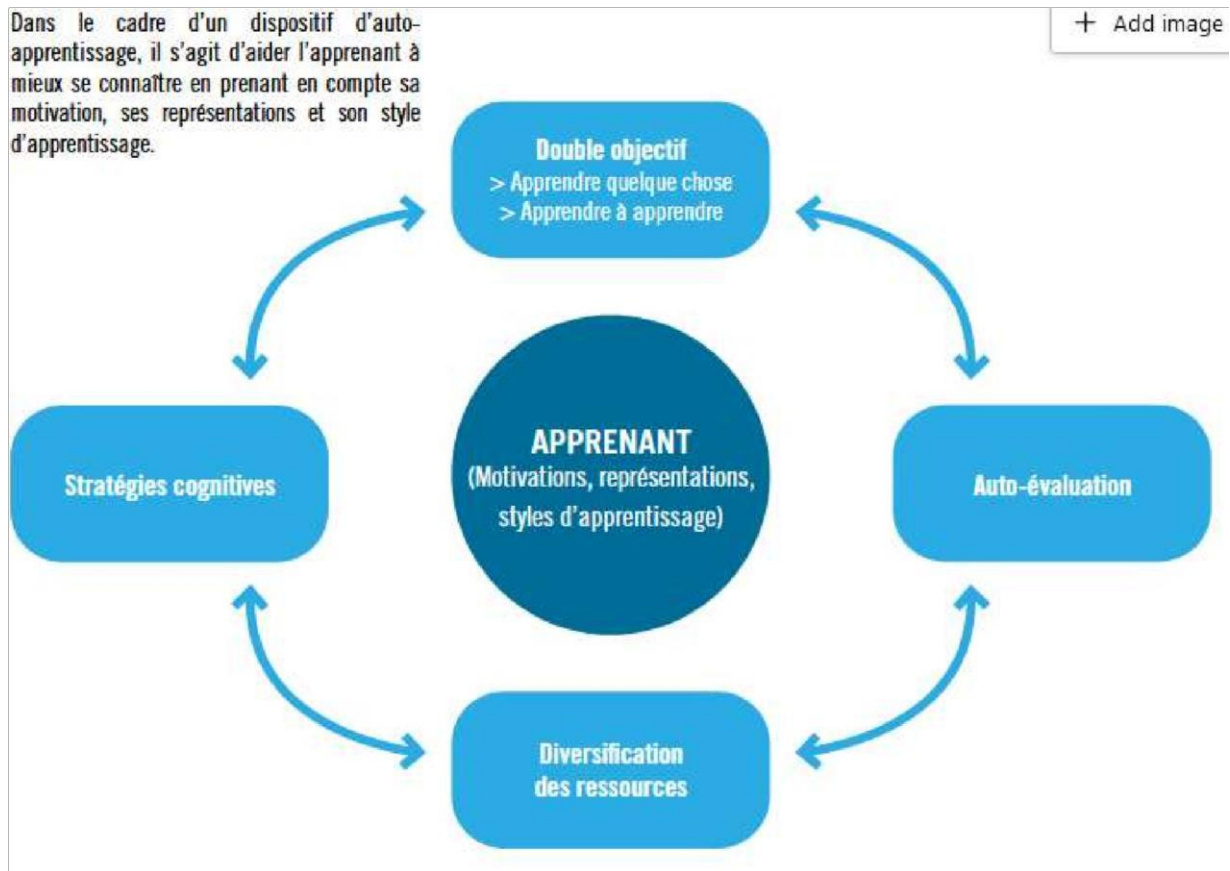 Dans le cadre d'un dispositif d'auto-
apprentissage, il s'agit d'aider l'apprenant à
mieux se connaître en prenant en compte sa
motivation, ses représentations et son style
d'apprentissage.
+ Add image
Double objectif
> Apprendre quelque chose
> Apprendre à apprendre
Stratégies cognitives
APPRENANT
(Motivations, représentations,
styles d'apprentissage)
Auto-évaluation
Diversification
des ressources